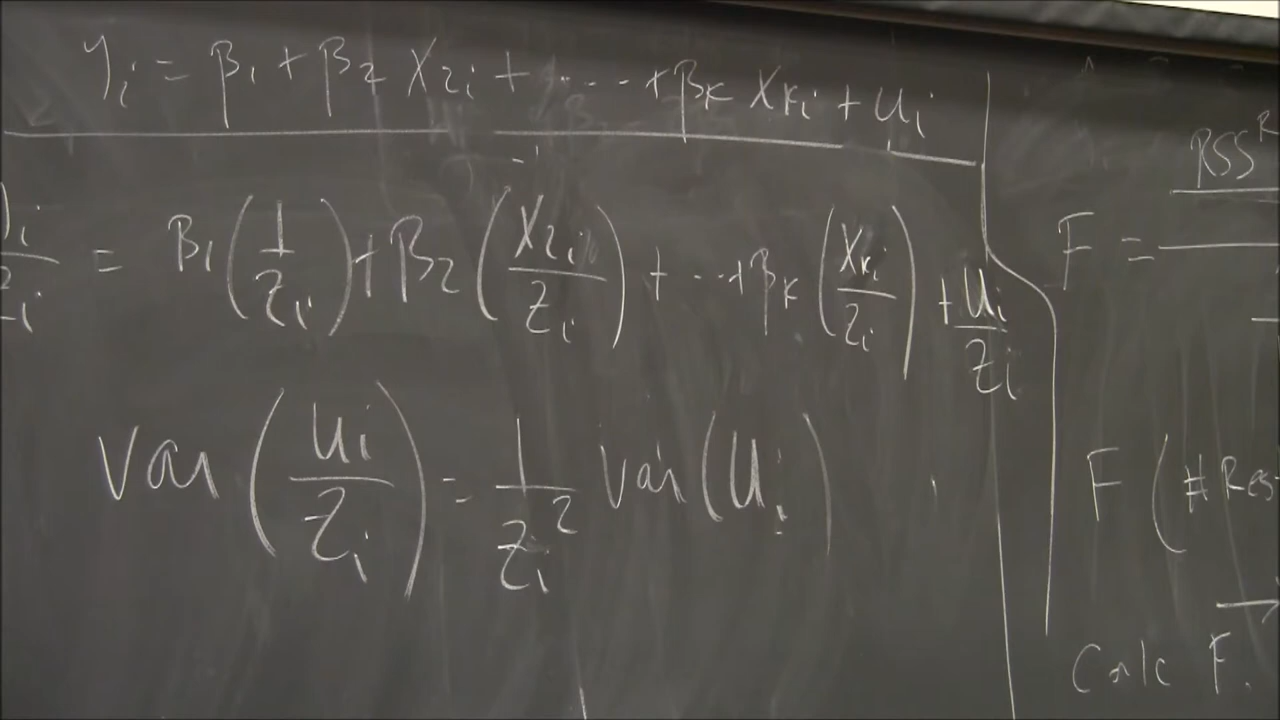 yᵢ = β₁ + β₂ X₂ᵢ + ..... + βₖ Xₖᵢ + uᵢ
yᵢ/zᵢ = β₁ (1/zᵢ) + β₂ (X₂ᵢ/zᵢ) + ... + βₖ (Xₖᵢ/zᵢ) + uᵢ/zᵢ
Var (uᵢ/zᵢ) = 1/zᵢ² Var (uᵢ)
RSSᴿ
F =
F ( # Res
Calc F.